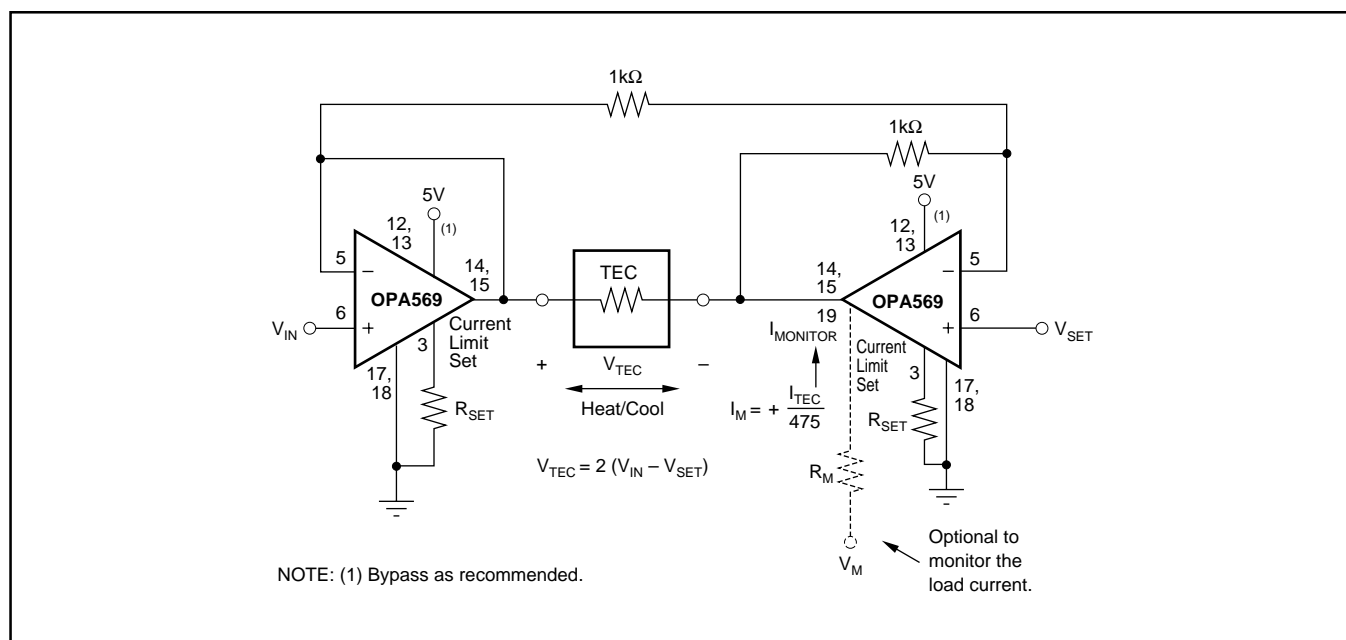 1kΩ
1kΩ
5V
(1)
12,
13
5
−
14,
15
OPA569
6
+
V_IN
3
Current
Limit
Set
17,
18
R_SET
TEC
+
V_TEC
−
Heat/Cool
V_TEC = 2 (V_IN – V_SET)
5V
(1)
12,
13
5
−
14,
15
OPA569
19
6
+
V_SET
I_MONITOR
Current
Limit
Set
3
17,
18
I_M = + I_TEC
475
R_SET
R_M
V_M
Optional to
monitor the
load current.
NOTE: (1) Bypass as recommended.